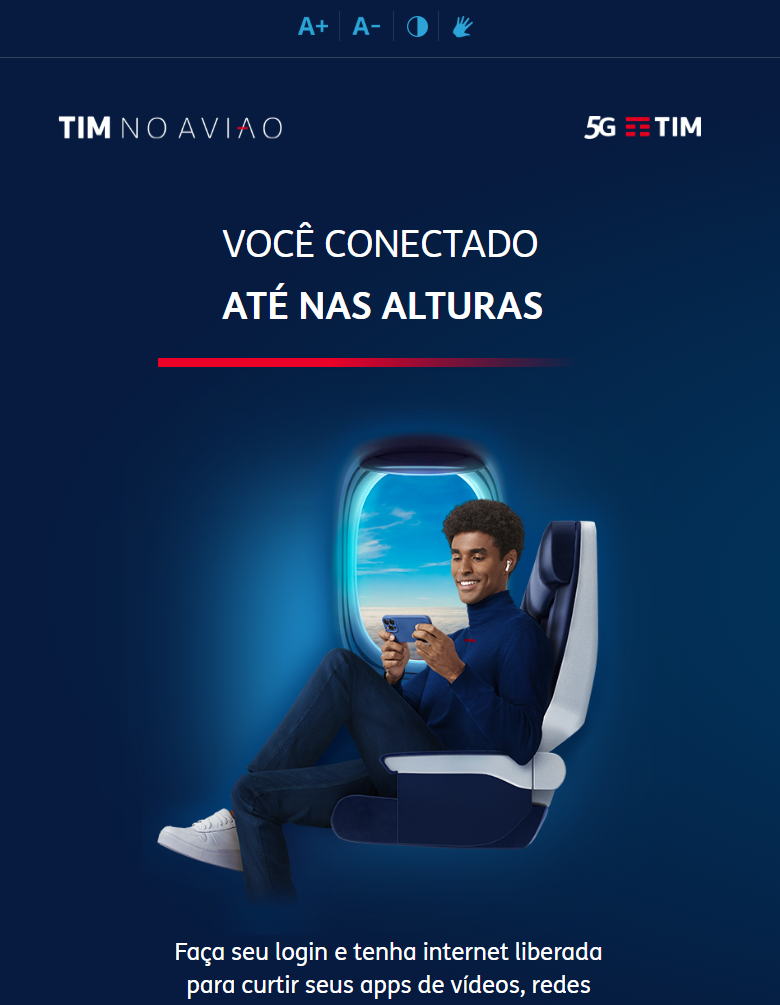 A+ A-
TIM NO AVIÃO
5G TIM
VOCÊ CONECTADO
ATÉ NAS ALTURAS
Faça seu login e tenha internet liberada
para curtir seus apps de vídeos, redes